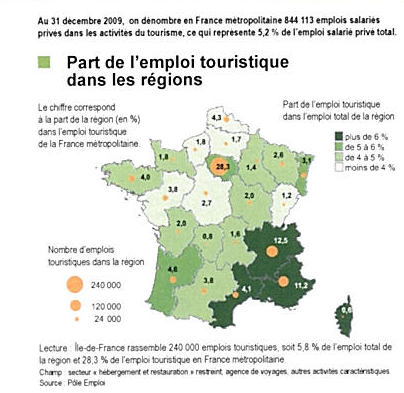 Au 31 décembre 2009, on dénombre en France métropolitaine 844 113 emplois salariés
privés dans les activités du tourisme, ce qui représente 5,2 % de l'emploi salarié privé total.
Part de l'emploi touristique
dans les régions
Le chiffre correspond
à la part de la région (en %)
dans l'emploi touristique
de la France métropolitaine.
Part de l'emploi touristique
dans l'emploi total de la région
plus de 6 %
de 5 à 6 %
de 4 à 5 %
moins de 4 %
4,3
1,8
1,7
1,8
28,3
2,6
3,1
4,0
1,4
3,8
2,7
2,0
1,2
2,0
0,8
1,6
12,5
4,6
3,8
4,1
11,2
0,6
Nombre d'emplois
touristiques dans la région
240 000
120 000
24 000
Lecture : Île-de-France rassemble 240 000 emplois touristiques, soit 5,8 % de l'emploi total de
la région et 28,3 % de l'emploi touristique en France métropolitaine.
Champ : secteur « hébergement et restauration » restreint, agence de voyages, autres activités caractéristiques
Source : Pôle Emploi